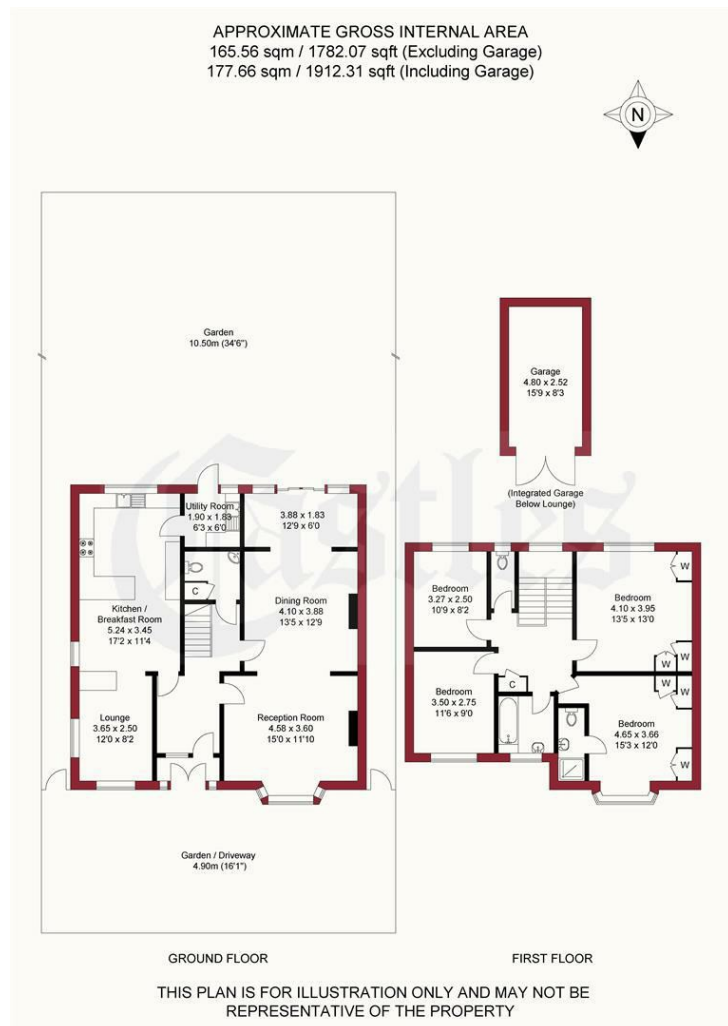 APPROXIMATE GROSS INTERNAL AREA
165.56 sqm / 1782.07 sqft (Excluding Garage)
177.66 sqm / 1912.31 sqft (Including Garage)
N
Garden
10.50m (34'6")
Garage
4.80 x 2.52
15'9 x 8'3
(Integrated Garage
Below Lounge)
Castles
Utility Room
1.90 x 1.83
6'3 x 6'0
3.88 x 1.83
12'9 x 6'0
C
Dining Room
4.10 x 3.88
13'5 x 12'9
Kitchen /
Breakfast Room
5.24 x 3.45
17'2 x 11'4
Lounge
3.65 x 2.50
12'0 x 8'2
Reception Room
4.58 x 3.60
15'0 x 11'10
Garden / Driveway
4.90m (16'1")
Bedroom
3.27 x 2.50
10'9 x 8'2
Bedroom
4.10 x 3.95
13'5 x 13'0
W
W
W
W
W
W
C
Bedroom
3.50 x 2.75
11'6 x 9'0
Bedroom
4.65 x 3.66
15'3 x 12'0
GROUND FLOOR
FIRST FLOOR
THIS PLAN IS FOR ILLUSTRATION ONLY AND MAY NOT BE
REPRESENTATIVE OF THE PROPERTY